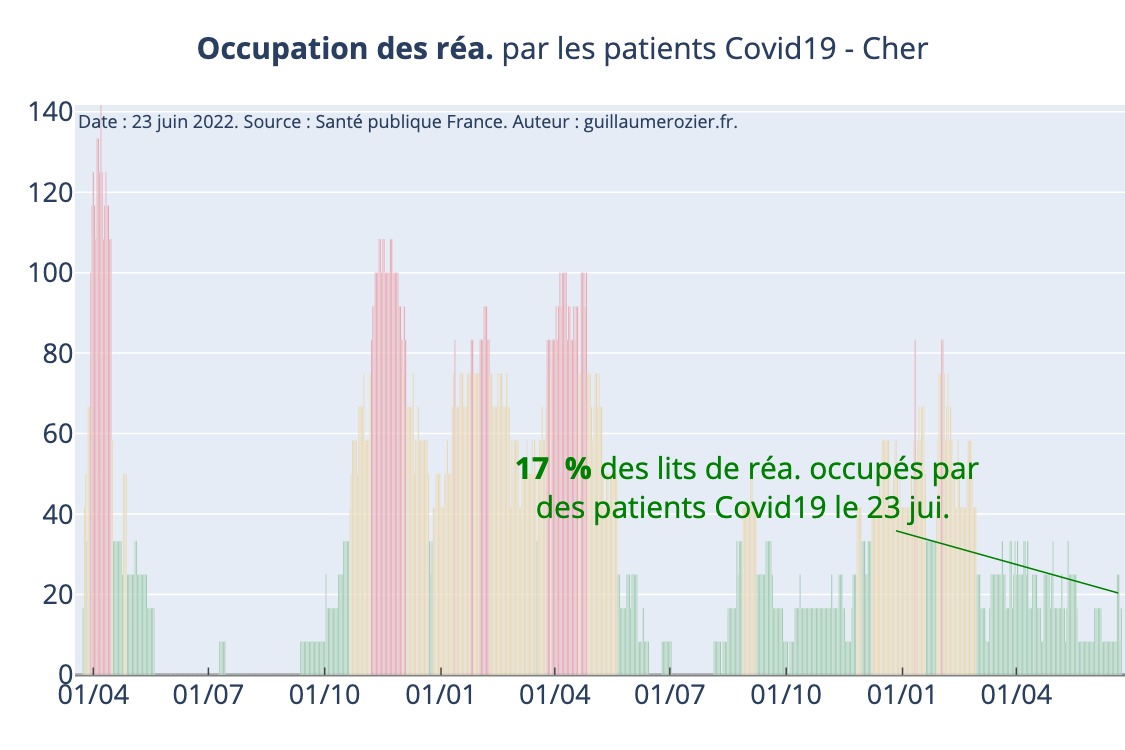 Occupation des réa. par les patients Covid19 - Cher
140
Date : 23 juin 2022. Source : Santé publique France. Auteur : guillaumerozier.fr.
120
100
80
60
17 % des lits de réa. occupés par
des patients Covid19 le 23 jui.
40
20
0
01/04 01/07 01/10 01/01 01/04 01/07 01/10 01/01 01/04